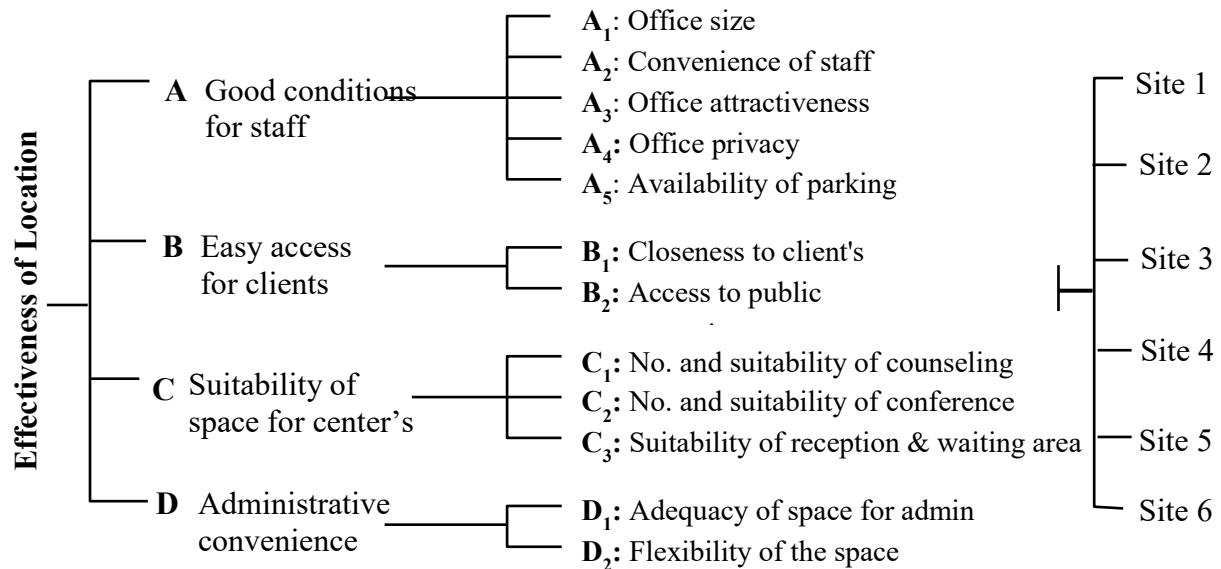 Effectiveness of Location
A Good conditions
for staff
B Easy access
for clients
C Suitability of
space for center’s
D Administrative
convenience
A1: Office size
A2: Convenience of staff
A3: Office attractiveness
A4: Office privacy
A5: Availability of parking
B1: Closeness to client's
B2: Access to public
C1: No. and suitability of counseling
C2: No. and suitability of conference
C3: Suitability of reception & waiting area
D1: Adequacy of space for admin
D2: Flexibility of the space
Site 1
Site 2
Site 3
Site 4
Site 5
Site 6